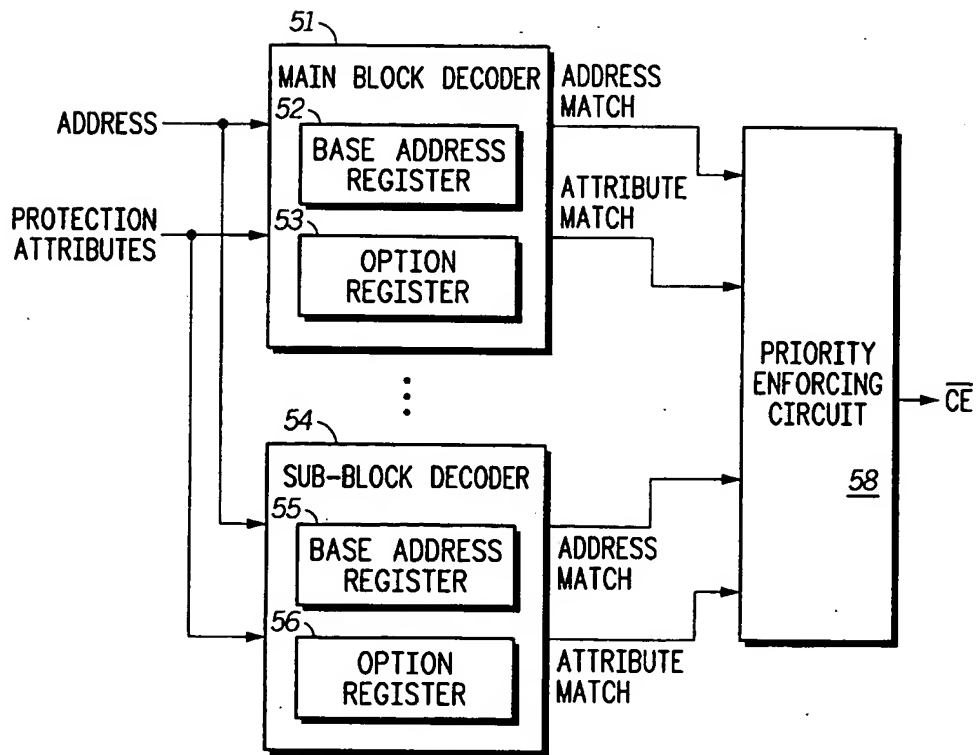 51
MAIN BLOCK DECODER
52
BASE ADDRESS
REGISTER
53
OPTION
REGISTER
ADDRESS
PROTECTION
ATTRIBUTES
ADDRESS
MATCH
ATTRIBUTE
MATCH
54
SUB-BLOCK DECODER
55
BASE ADDRESS
REGISTER
56
OPTION
REGISTER
ADDRESS
MATCH
ATTRIBUTE
MATCH
PRIORITY
ENFORCING
CIRCUIT
58
C̅E̅